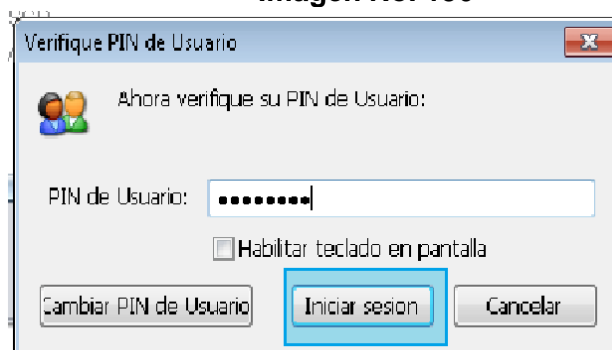 Verifique PIN de Usuario
Ahora verifique su PIN de Usuario:
PIN de Usuario: ••••••••
Habilitar teclado en pantalla
Cambiar PIN de Usuario Iniciar sesion Cancelar